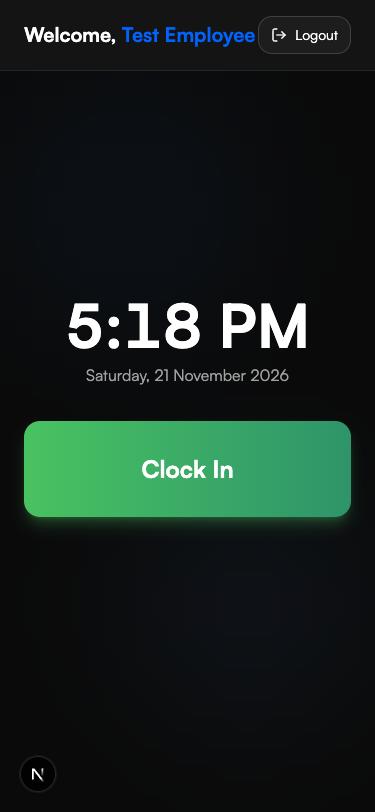 Welcome, Test Employee
Logout
5:18 PM
Saturday, 21 November 2026
Clock In
N